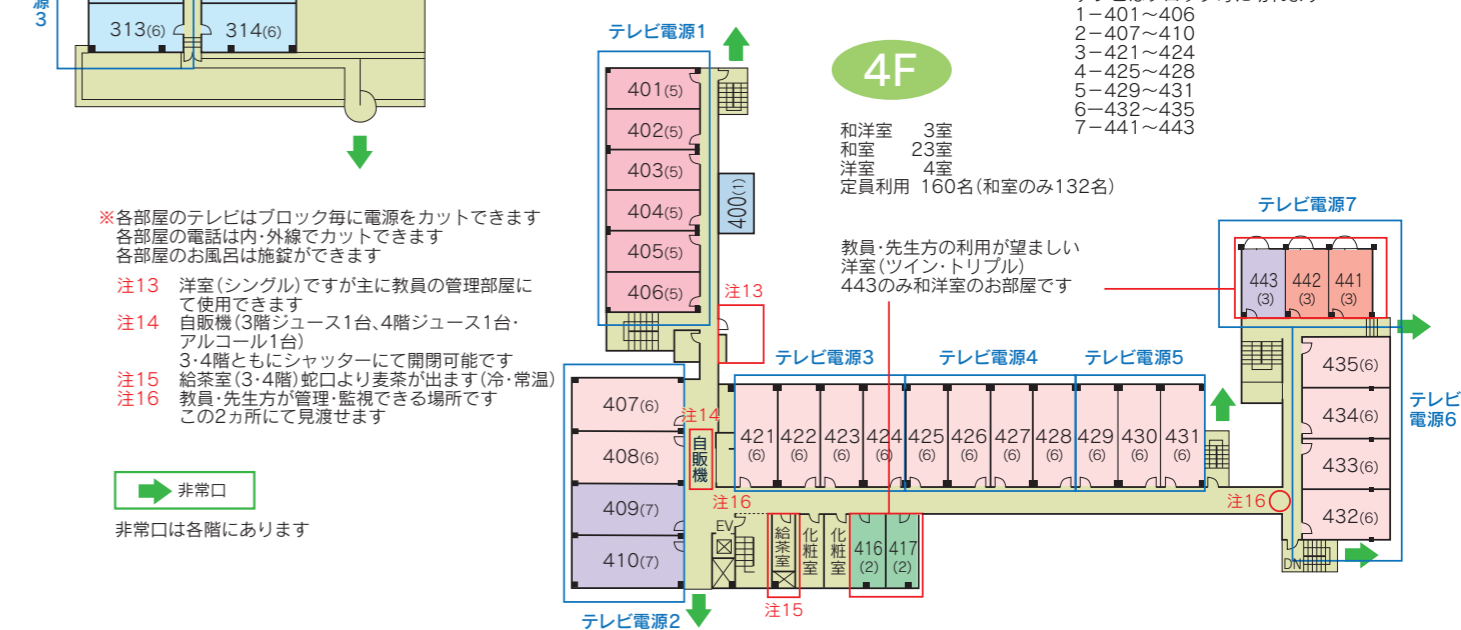 源
3
313(6)
314(6)
1−401〜406
2−407〜410
3−421〜424
4−425〜428
5−429〜431
6−432〜435
7−441〜443
4F
和洋室 3室
和室 23室
洋室 4室
定員利用 160名(和室のみ132名)
テレビ電源1
401(5)
402(5)
403(5)
404(5)
405(5)
406(5)
400(1)
注13
※各部屋のテレビはブロック毎に電源をカットできます
各部屋の電話は内・外線でカットできます
各部屋のお風呂は施錠ができます
注13 洋室(シングル)ですが主に教員の管理部屋に
て使用できます
注14 自販機(3階ジュース1台、4階ジュース1台・
アルコール1台)
3・4階ともにシャッターにて開閉可能です
注15 給茶室(3・4階)蛇口より麦茶が出ます(冷・常温)
注16 教員・先生方が管理・監視できる場所です
この2ヵ所にて見渡せます
非常口
非常口は各階にあります
教員・先生方の利用が望ましい
洋室(ツイン・トリプル)
443のみ和洋室のお部屋です
テレビ電源7
443
(3)
442
(3)
441
(3)
テレビ電源3
テレビ電源4
テレビ電源5
407(6)
408(6)
409(7)
410(7)
テレビ電源2
注14
自販機
注16
421
(6)
422
(6)
423
(6)
424
(6)
425
(6)
426
(6)
427
(6)
428
(6)
429
(6)
430
(6)
431
(6)
435(6)
434(6)
433(6)
432(6)
テレビ
電源6
注16
DN
EV
給茶室
化粧室
化粧室
416
(2)
417
(2)
注15